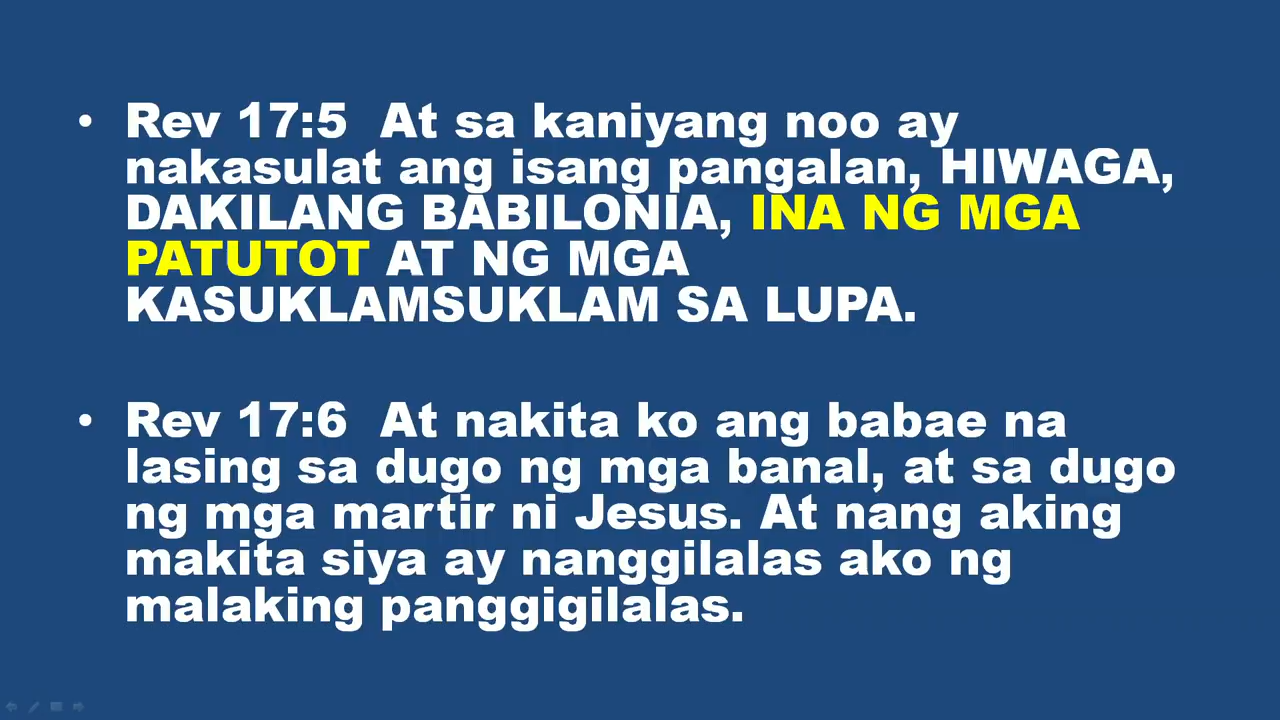 • Rev 17:5  At sa kaniyang noo ay
nakasulat ang isang pangalan, HIWAGA,
DAKILANG BABILONIA, INA NG MGA
PATUTOT AT NG MGA
KASUKLAMSUKLAM SA LUPA.
• Rev 17:6  At nakita ko ang babae na
lasing sa dugo ng mga banal, at sa dugo
ng mga martir ni Jesus. At nang aking
makita siya ay nanggilalas ako ng
malaking panggigilalas.